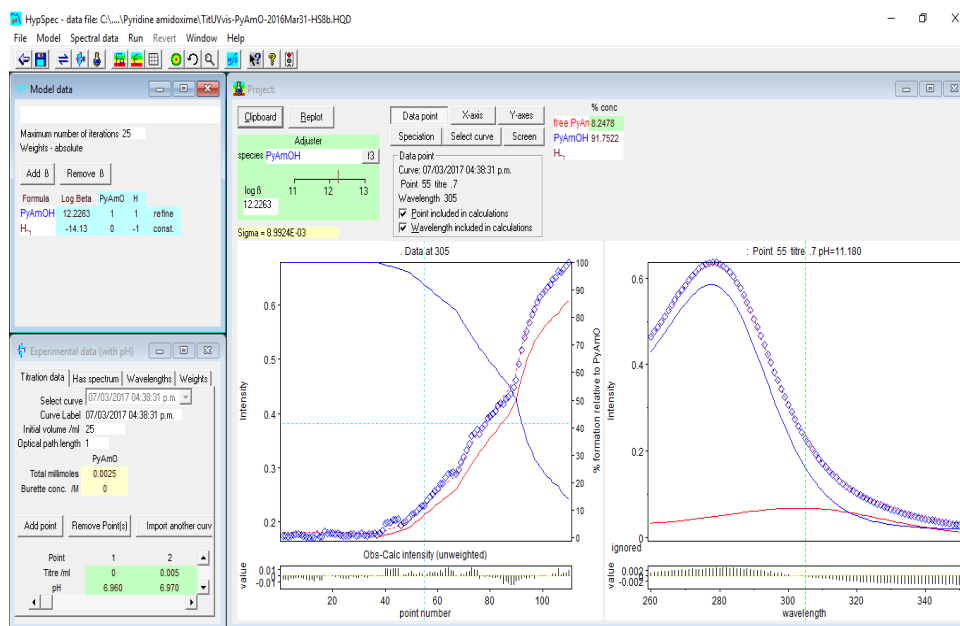 HypSpec - data file: C:\....\Pyridine amidoxime\TitUVvis-PyAmO-2016Mar31-HS8b.HQD
File Model Spectral data Run Revert Window Help
Model data
Maximum number of iterations 25
Weights - absolute
Add ß Remove ß
Formula Log Beta PyAmO H
PyAmOH 12.2263 1 1 refine
H-1 -14.13 0 -1 const.
Experimental data (with pH)
Titration data Has spectrum Wavelengths Weights
Select curve 07/03/2017 04:38:31 p.m.
Curve Label 07/03/2017 04:38:31 p.m.
Initial volume /ml 25
Optical path length 1
PyAmO
Total millimoles 0.0025
Burette conc. /M 0
Add point Remove Point(s) Import another curv
Point 1 2
Titre /ml 0 0.005
pH 6.960 6.970
Project:
Clipboard Replot
Adjuster
species PyAmOH f3
11 12 13
log ß
12.2263
Sigma = 8.9924E-03
Data point X-axis Y-axes
Speciation Select curve Screen
Data point
Curve: 07/03/2017 04:38:31 p.m.
Point 55 titre .7
Wavelength 305
Point included in calculations
Wavelength included in calculations
% conc
free PyAm 8.2478
PyAmOH 91.7522
H-1
. Data at 305
Intensity
0.6
0.5
0.4
0.3
0.2
100
90
80
70
60
50
40
30
20
10
0
% formation relative to PyAmO
Obs-Calc intensity (unweighted)
value
0.01
0
-0.01
20 40 60 80 100
point number
: Point 55 titre .7 pH=11.180
Intensity
0.6
0.4
0.2
0
ignored
value
0.002
0
-0.002
260 280 300 320 340
wavelength